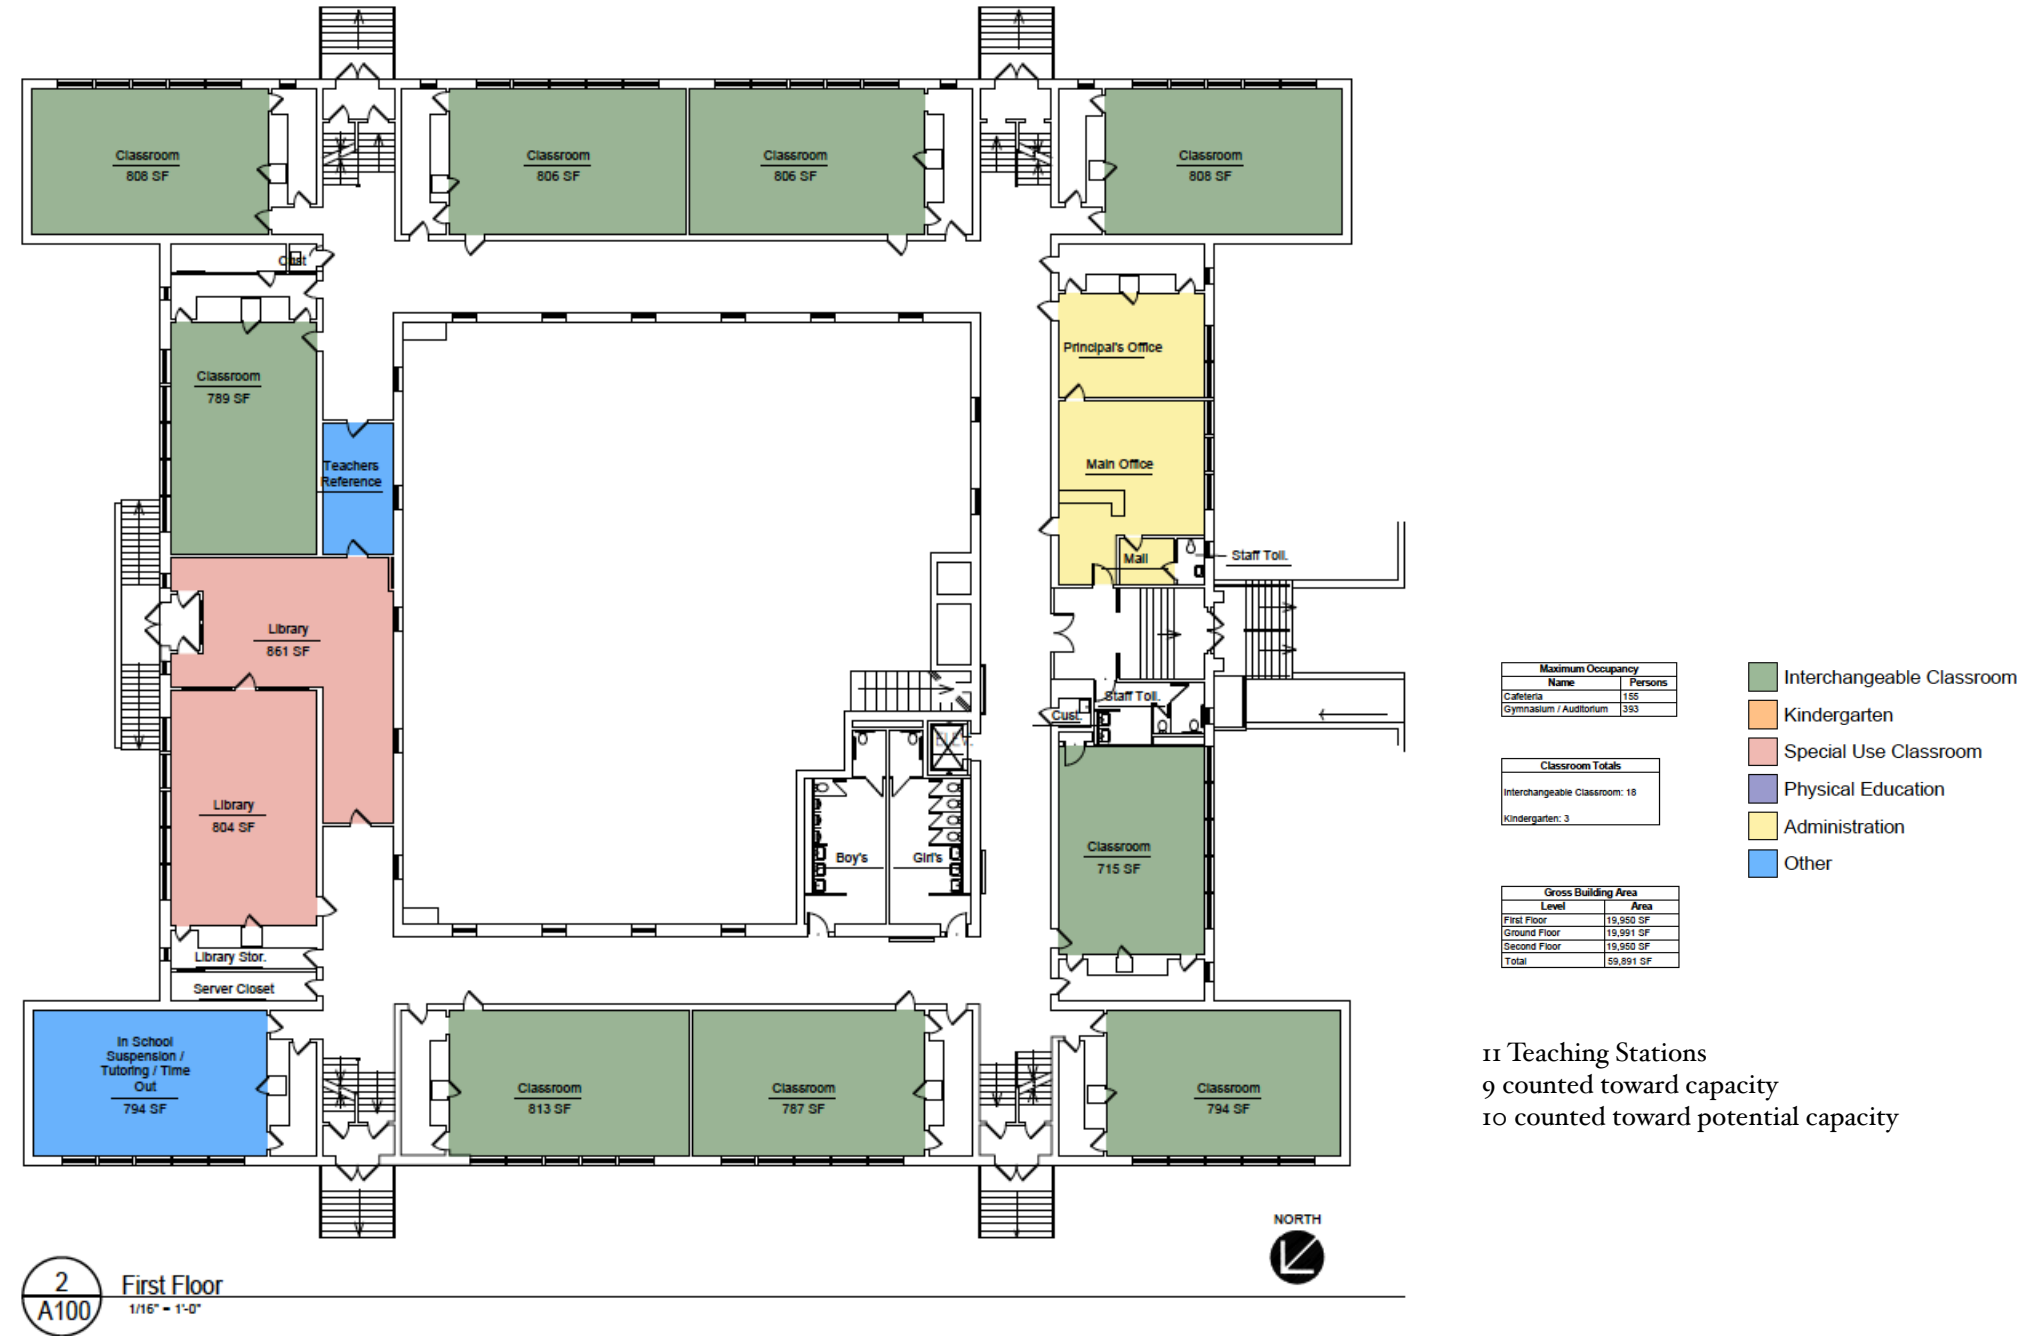 Classroom
808 SF
Classroom
806 SF
Classroom
806 SF
Classroom
808 SF
Cust
Classroom
789 SF
Teachers
Reference
Principal's Office
Main Office
Mail
Staff Toil.
Library
861 SF
Library
804 SF
Staff Toil.
Cust.
ELEV.
Boy's
Girl's
Classroom
715 SF
Library Stor.
Server Closet
In School
Suspension /
Tutoring / Time
Out
794 SF
Classroom
813 SF
Classroom
787 SF
Classroom
794 SF
Maximum Occupancy
Name Persons
Cafeteria 155
Gymnasium / Auditorium 393
Classroom Totals
Interchangeable Classroom: 18
Kindergarten: 3
Gross Building Area
Level Area
First Floor 19,950 SF
Ground Floor 19,991 SF
Second Floor 19,950 SF
Total 59,891 SF
Interchangeable Classroom
Kindergarten
Special Use Classroom
Physical Education
Administration
Other
11 Teaching Stations
9 counted toward capacity
10 counted toward potential capacity
NORTH
2
A100
First Floor
1/16" = 1'-0"